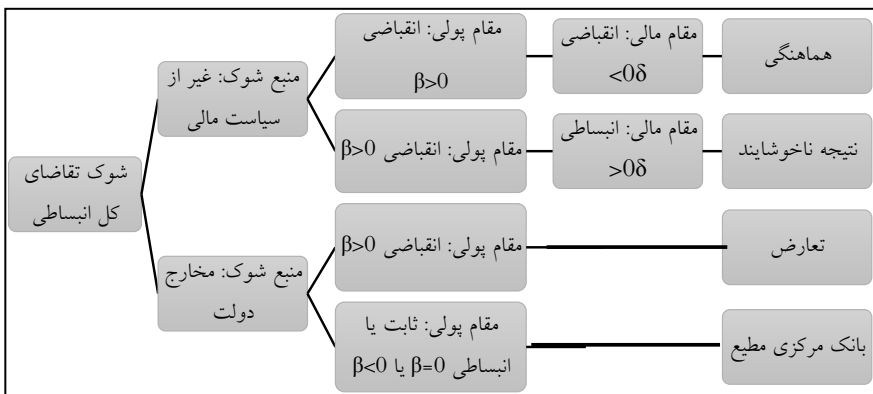 شوک تقاضای
کل انبساطی
منبع شوک: غیر از
سیاست مالی
مقام پولی: انقباضی
β>0
مقام مالی: انقباضی
<0δ
هماهنگی
مقام پولی: انقباضی β>0
مقام مالی: انبساطی
>0δ
نتیجه ناخوشایند
منبع شوک: مخارج
دولت
مقام پولی: انقباضی β>0
تعارض
مقام پولی: ثابت یا
انبساطی β=0 یا β<0
بانک مرکزی مطیع